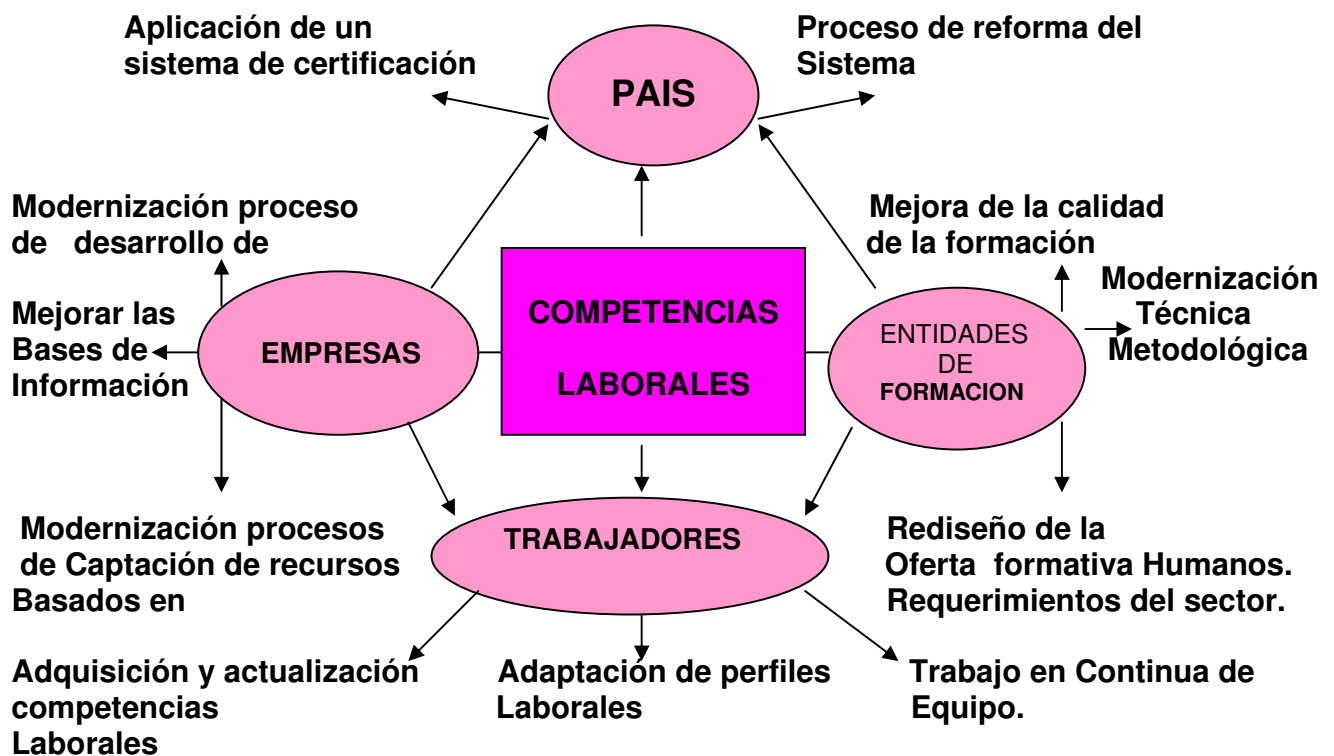 Aplicación de un
sistema de certificación
PAIS
Proceso de reforma del
Sistema
Modernización proceso
de desarrollo de
Mejora de la calidad
de la formación
Mejorar las
Bases de
Información
EMPRESAS
COMPETENCIAS
LABORALES
ENTIDADES
DE
FORMACION
Modernización
Técnica
Metodológica
Modernización procesos
de Captación de recursos
Basados en
TRABAJADORES
Rediseño de la
Oferta formativa Humanos.
Requerimientos del sector.
Adquisición y actualización
competencias
Laborales
Adaptación de perfiles
Laborales
Trabajo en Continua de
Equipo.